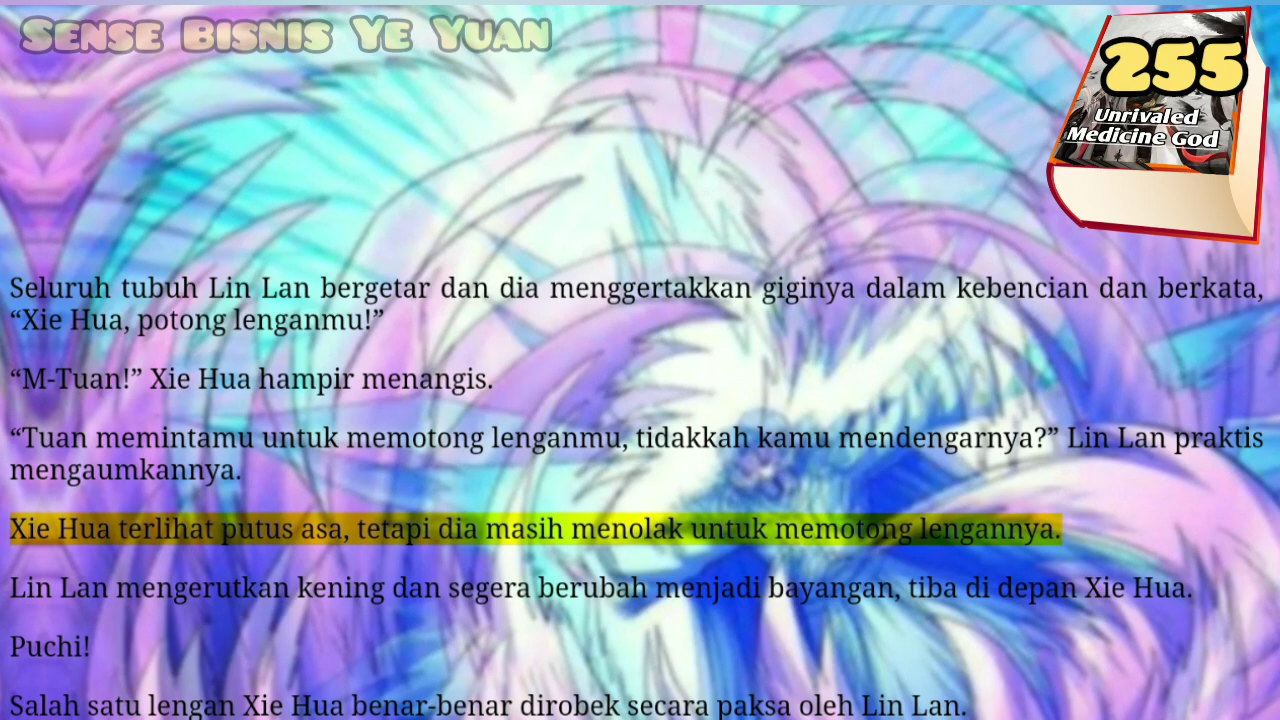 Sense Bisnis Ye Yuan
255
Unrivaled
Medicine God
Seluruh tubuh Lin Lan bergetar dan dia menggertakkan giginya dalam kebencian dan berkata,
“Xie Hua, potong lenganmu!”
“M-Tuan!” Xie Hua hampir menangis.
“Tuan memintamu untuk memotong lenganmu, tidakkah kamu mendengarnya?” Lin Lan praktis
mengaumkannya.
Xie Hua terlihat putus asa, tetapi dia masih menolak untuk memotong lengannya.
Lin Lan mengerutkan kening dan segera berubah menjadi bayangan, tiba di depan Xie Hua.
Puchi!
Salah satu lengan Xie Hua benar-benar dirobek secara paksa oleh Lin Lan.